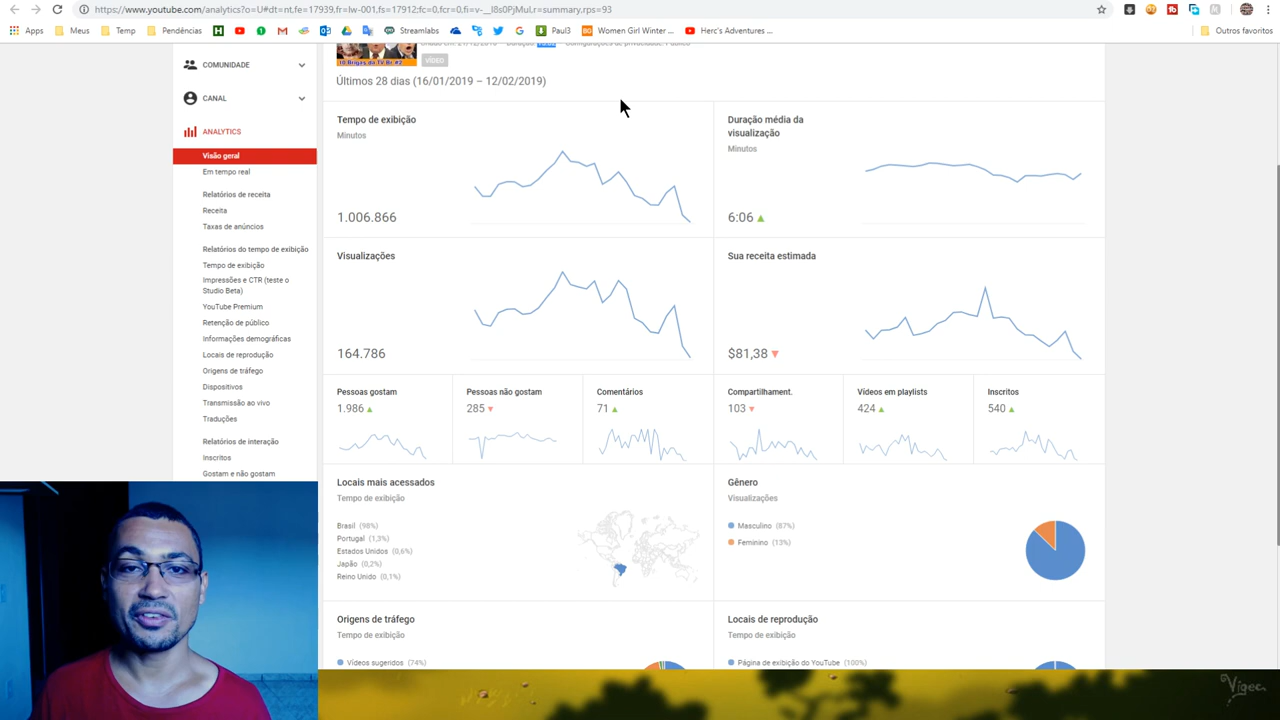 https://www.youtube.com/analytics?o=U#dt=nt,fe=17939,fr=lw-001,fs=17912;fc=0,fcr=0,fi=v-__I8s0PjMuI,r=summary,rps=93
Apps Meus Temp Pendências Streamlabs Paul3 Women Girl Winter ... Herc's Adventures ... Outros favoritos
10 Brigas da TV Br #2
VÍDEO
Últimos 28 dias (16/01/2019 – 12/02/2019)
COMUNIDADE
CANAL
ANALYTICS
Visão geral
Em tempo real
Relatórios de receita
Receita
Taxas de anúncios
Relatórios do tempo de exibição
Tempo de exibição
Impressões e CTR (teste o
Studio Beta)
YouTube Premium
Retenção de público
Informações demográficas
Locais de reprodução
Origens de tráfego
Dispositivos
Transmissão ao vivo
Traduções
Relatórios de interação
Inscritos
Gostam e não gostam
Tempo de exibição
Minutos
1.006.866
Duração média da
visualização
Minutos
6:06
Visualizações
164.786
Sua receita estimada
$81,38
Pessoas gostam
1.986
Pessoas não gostam
285
Comentários
71
Compartilhament.
103
Vídeos em playlists
424
Inscritos
540
Locais mais acessados
Tempo de exibição
Brasil (98%)
Portugal (1,3%)
Estados Unidos (0,6%)
Japão (0,2%)
Reino Unido (0,1%)
Gênero
Visualizações
Masculino (87%)
Feminino (13%)
Origens de tráfego
Tempo de exibição
Vídeos sugeridos (74%)
Locais de reprodução
Tempo de exibição
Página de exibição do YouTube (100%)